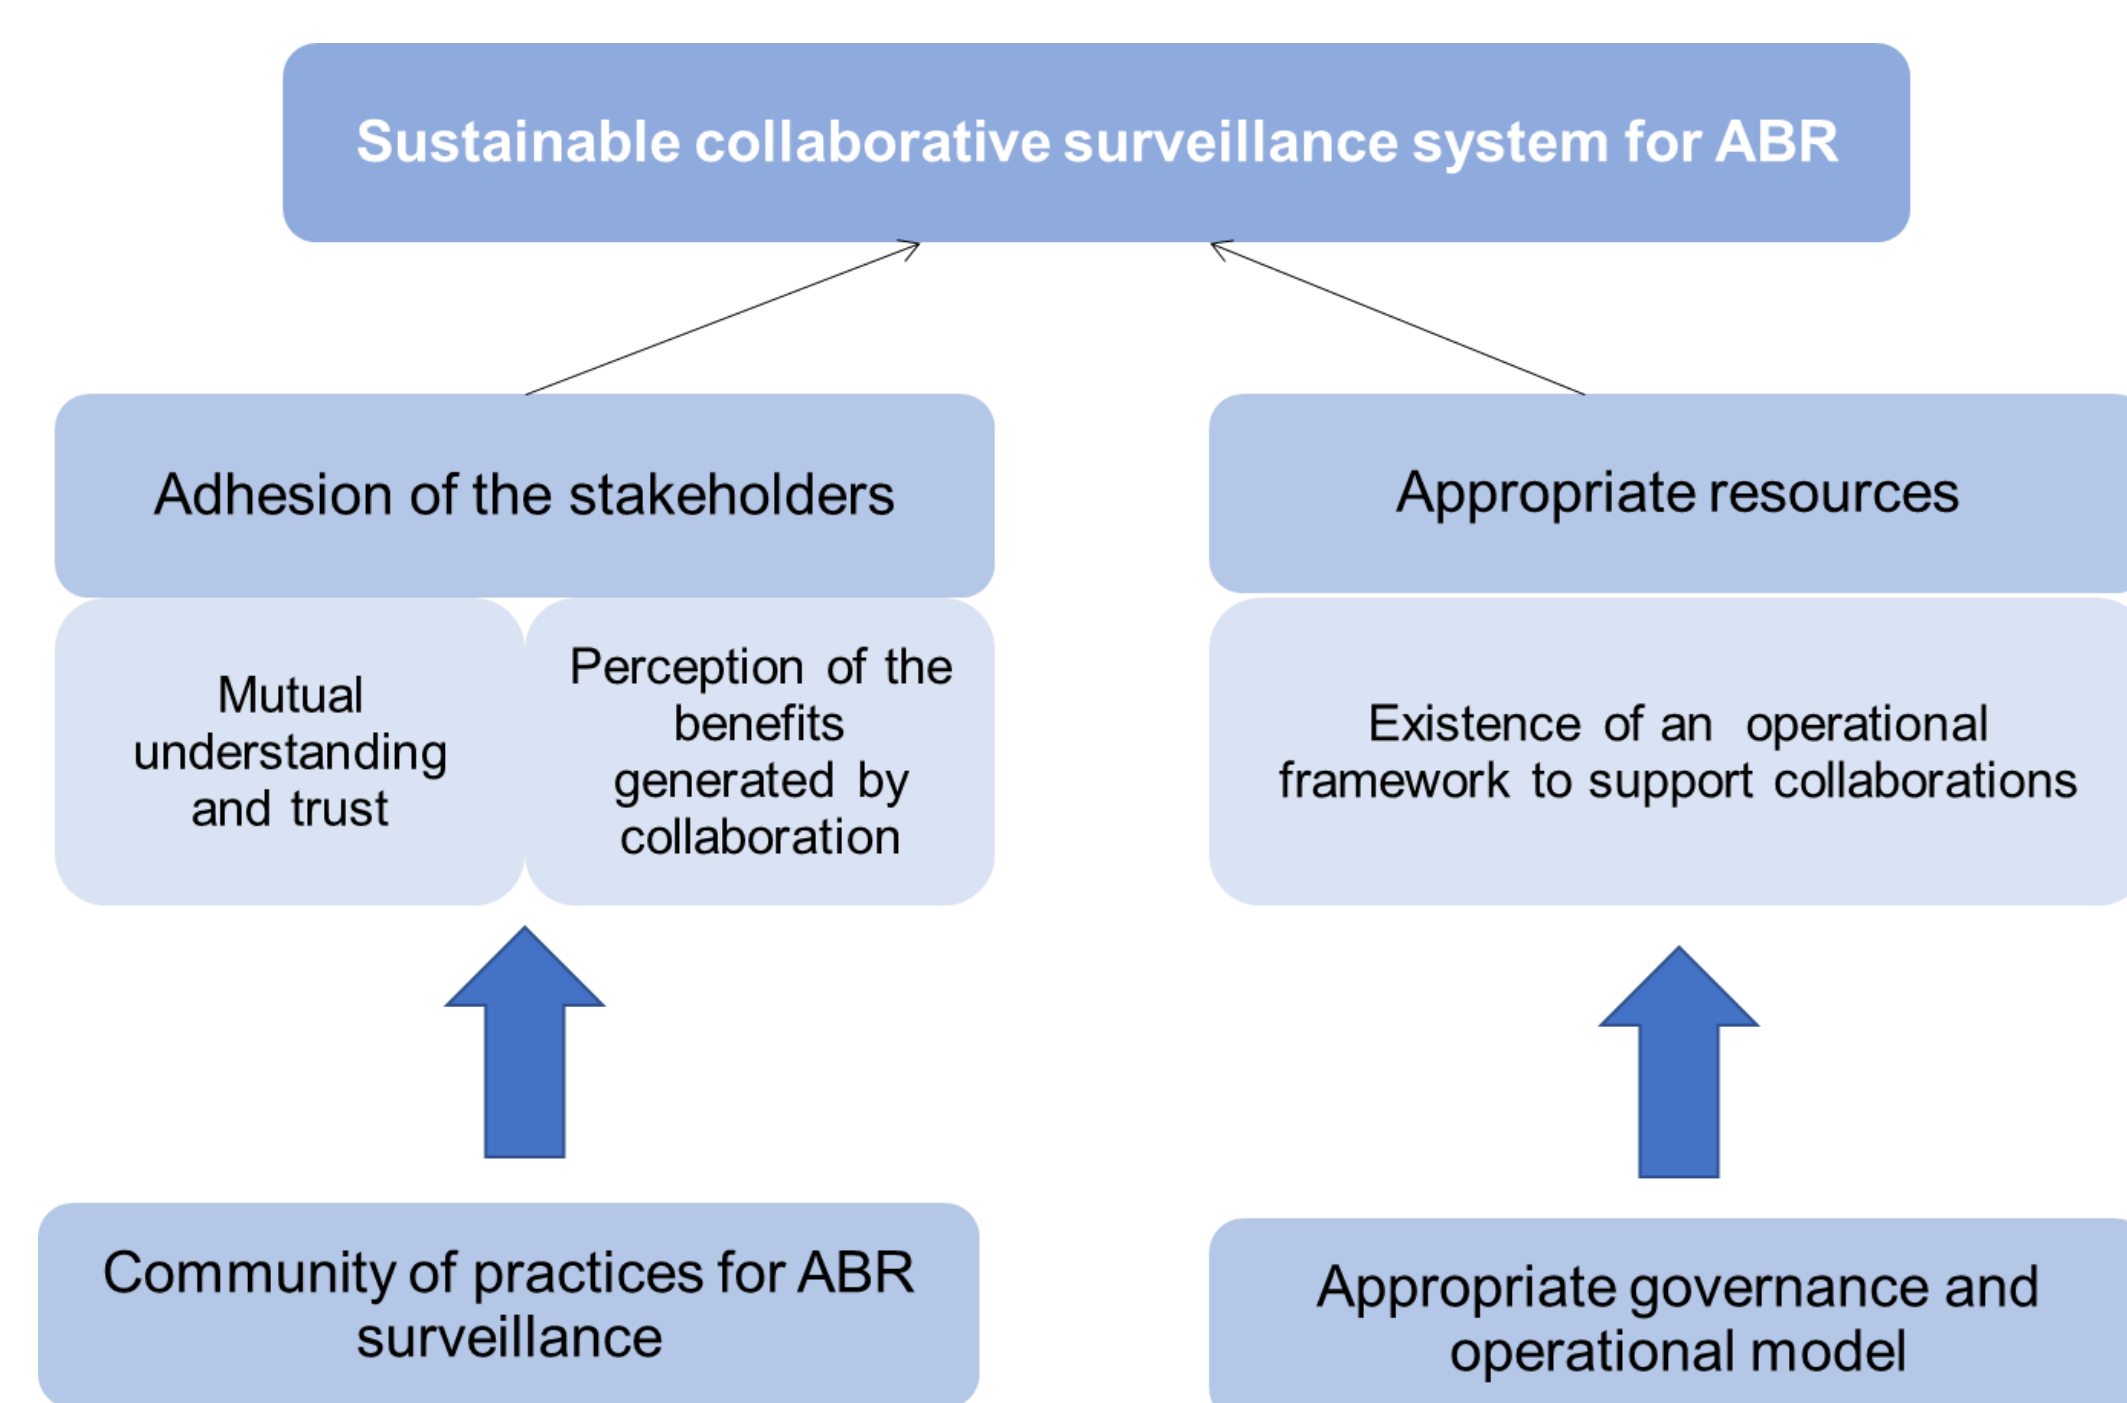 Sustainable collaborative surveillance system for ABR
Adhesion of the stakeholders
Appropriate resources
Mutual
understanding
and trust
Perception of the
benefits
generated by
collaboration
Existence of an operational
framework to support collaborations
Community of practices for ABR
surveillance
Appropriate governance and
operational model